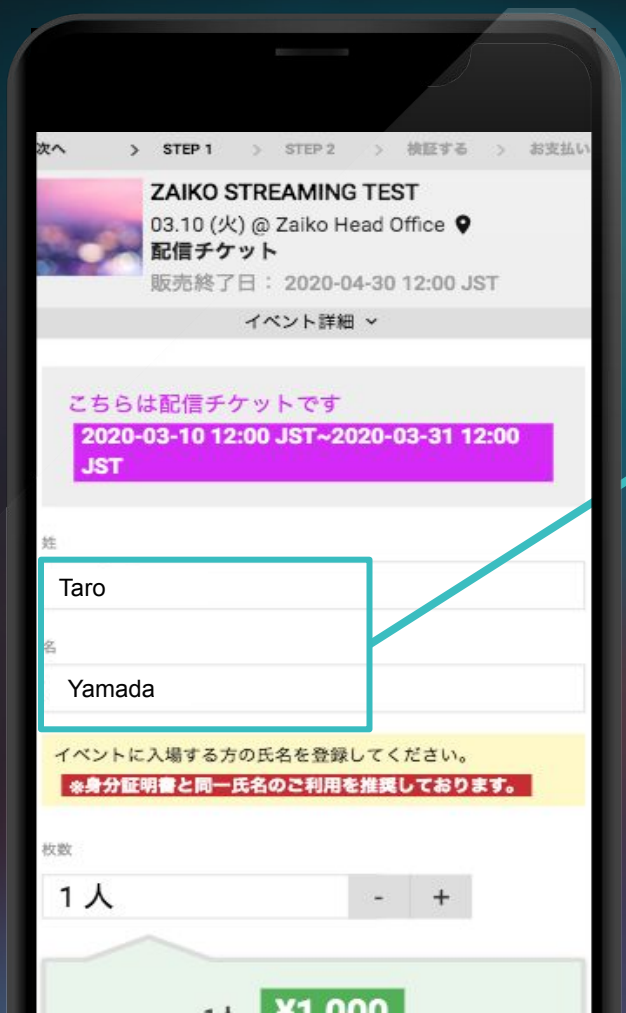 次へ > STEP 1 > STEP 2 > 検証する > お支払い
ZAIKO STREAMING TEST
03.10 (火) @ Zaiko Head Office
配信チケット
販売終了日： 2020-04-30 12:00 JST
イベント詳細
こちらは配信チケットです
2020-03-10 12:00 JST~2020-03-31 12:00
JST
姓
Taro
名
Yamada
イベントに入場する方の氏名を登録してください。
※身分証明書と同一氏名のご利用を推奨しております。
枚数
1 人 - +
1人 ¥1,000